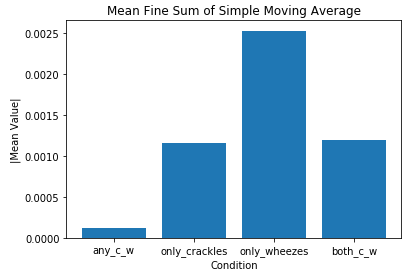 Mean Fine Sum of Simple Moving Average
0.0025
0.0020
0.0015
0.0010
0.0005
0.0000
|Mean Value|
any_c_w only_crackles only_wheezes both_c_w
Condition